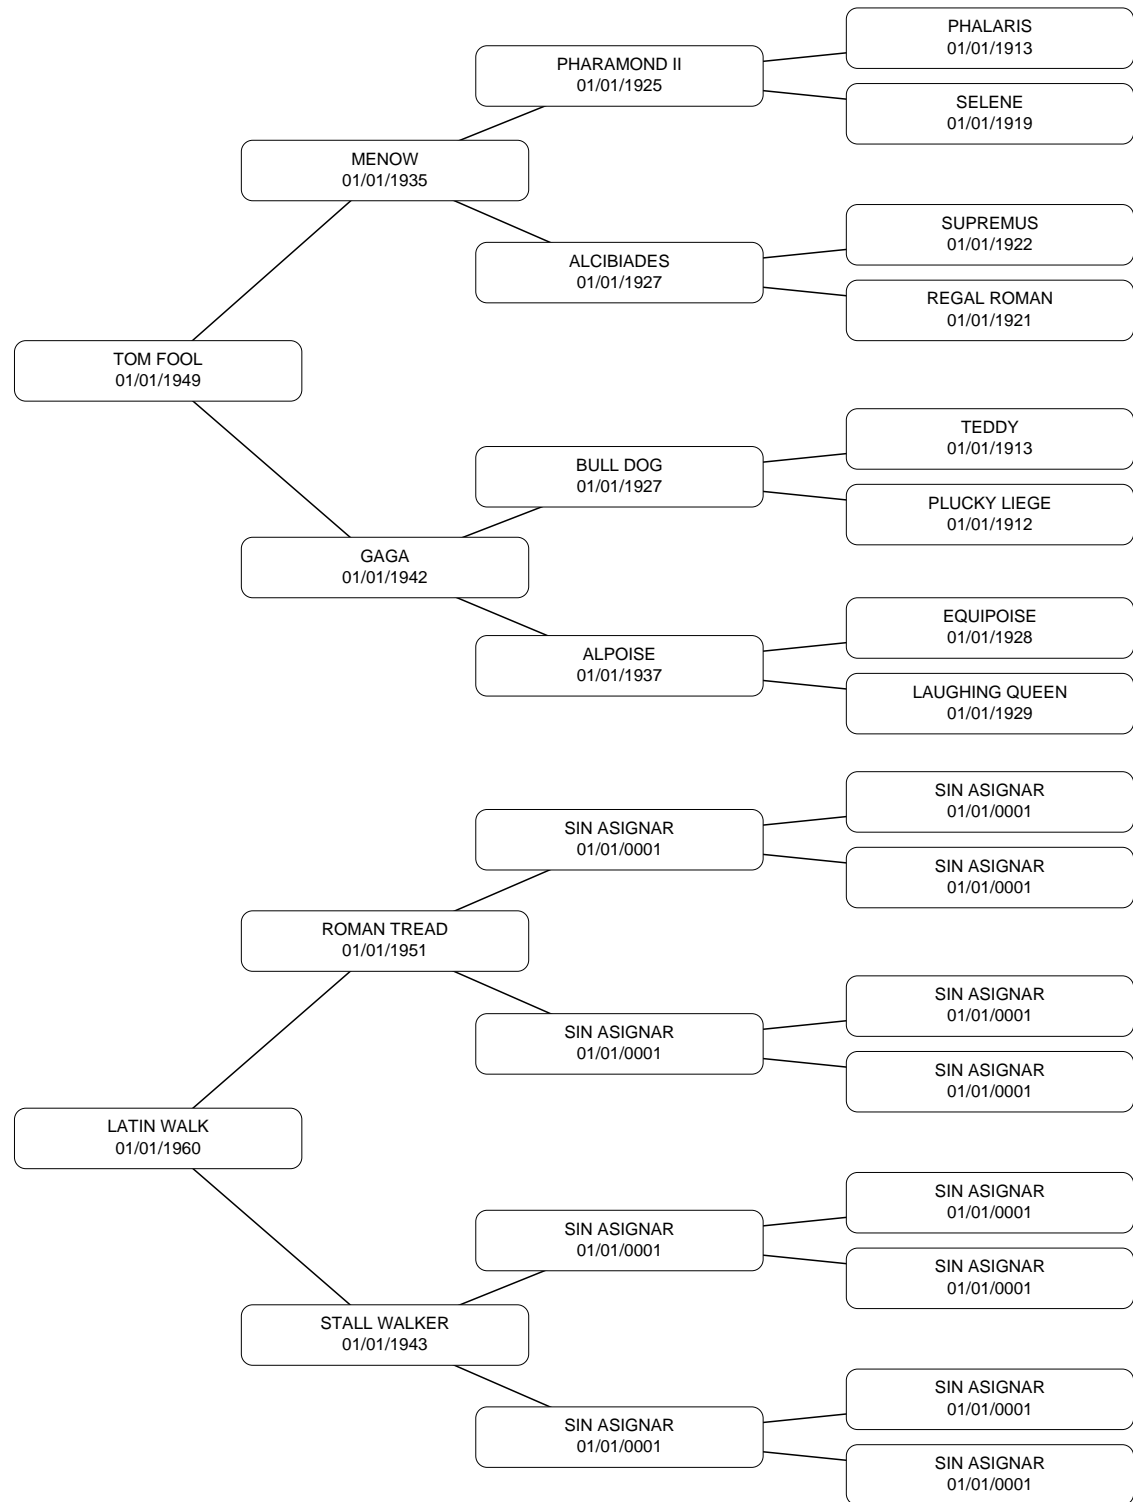 PHALARIS
01/01/1913
PHARAMOND II
01/01/1925
SELENE
01/01/1919
MENOW
01/01/1935
SUPREMUS
01/01/1922
ALCIBIADES
01/01/1927
REGAL ROMAN
01/01/1921
TOM FOOL
01/01/1949
TEDDY
01/01/1913
BULL DOG
01/01/1927
PLUCKY LIEGE
01/01/1912
GAGA
01/01/1942
EQUIPOISE
01/01/1928
ALPOISE
01/01/1937
LAUGHING QUEEN
01/01/1929
SIN ASIGNAR
01/01/0001
SIN ASIGNAR
01/01/0001
SIN ASIGNAR
01/01/0001
ROMAN TREAD
01/01/1951
SIN ASIGNAR
01/01/0001
SIN ASIGNAR
01/01/0001
SIN ASIGNAR
01/01/0001
LATIN WALK
01/01/1960
SIN ASIGNAR
01/01/0001
SIN ASIGNAR
01/01/0001
SIN ASIGNAR
01/01/0001
STALL WALKER
01/01/1943
SIN ASIGNAR
01/01/0001
SIN ASIGNAR
01/01/0001
SIN ASIGNAR
01/01/0001